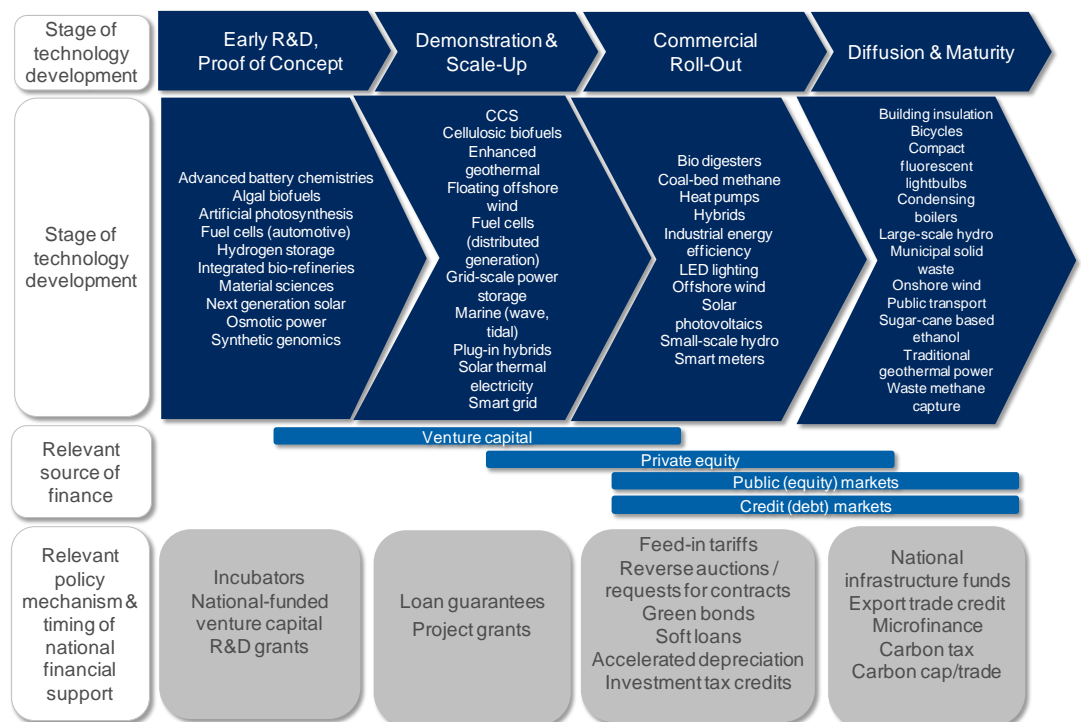 Stage of
technology
development
Early R&D,
Proof of Concept
Demonstration &
Scale-Up
Commercial
Roll-Out
Diffusion & Maturity
Stage of
technology
development
Advanced battery chemistries
Algal biofuels
Artificial photosynthesis
Fuel cells (automotive)
Hydrogen storage
Integrated bio-refineries
Material sciences
Next generation solar
Osmotic power
Synthetic genomics
CCS
Cellulosic biofuels
Enhanced
geothermal
Floating offshore
wind
Fuel cells
(distributed
generation)
Grid-scale power
storage
Marine (wave,
tidal)
Plug-in hybrids
Solar thermal
electricity
Smart grid
Bio digesters
Coal-bed methane
Heat pumps
Hybrids
Industrial energy
efficiency
LED lighting
Offshore wind
Solar
photovoltaics
Small-scale hydro
Smart meters
Building insulation
Bicycles
Compact
fluorescent
lightbulbs
Condensing
boilers
Large-scale hydro
Municipal solid
waste
Onshore wind
Public transport
Sugar-cane based
ethanol
Traditional
geothermal power
Waste methane
capture
Relevant
source of
finance
Venture capital
Private equity
Public (equity) markets
Credit (debt) markets
Relevant
policy
mechanism &
timing of
national
financial
support
Incubators
National-funded
venture capital
R&D grants
Loan guarantees
Project grants
Feed-in tariffs
Reverse auctions /
requests for contracts
Green bonds
Soft loans
Accelerated depreciation
Investment tax credits
National
infrastructure funds
Export trade credit
Microfinance
Carbon tax
Carbon cap/trade